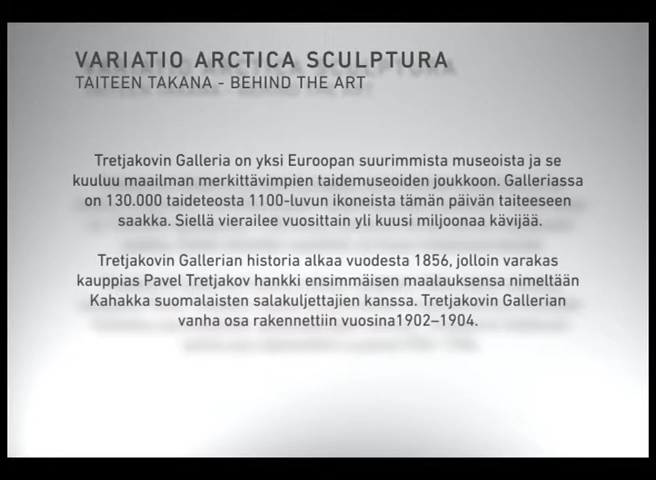 VARIATIO ARCTICA SCULPTURA
TAITEEN TAKANA - BEHIND THE ART
Tretjakovin Galleria on yksi Euroopan suurimmista museoista ja se
kuuluu maailman merkittävimpien taidemuseoiden joukkoon. Galleriassa
on 130.000 taideteosta 1100-luvun ikoneista tämän päivän taiteeseen
saakka. Siellä vierailee vuosittain yli kuusi miljoonaa kävijää.
Tretjakovin Gallerian historia alkaa vuodesta 1856, jolloin varakas
kauppias Pavel Tretjakov hankki ensimmäisen maalauksensa nimeltään
Kahakka suomalaisten salakuljettajien kanssa. Tretjakovin Gallerian
vanha osa rakennettiin vuosina1902–1904.